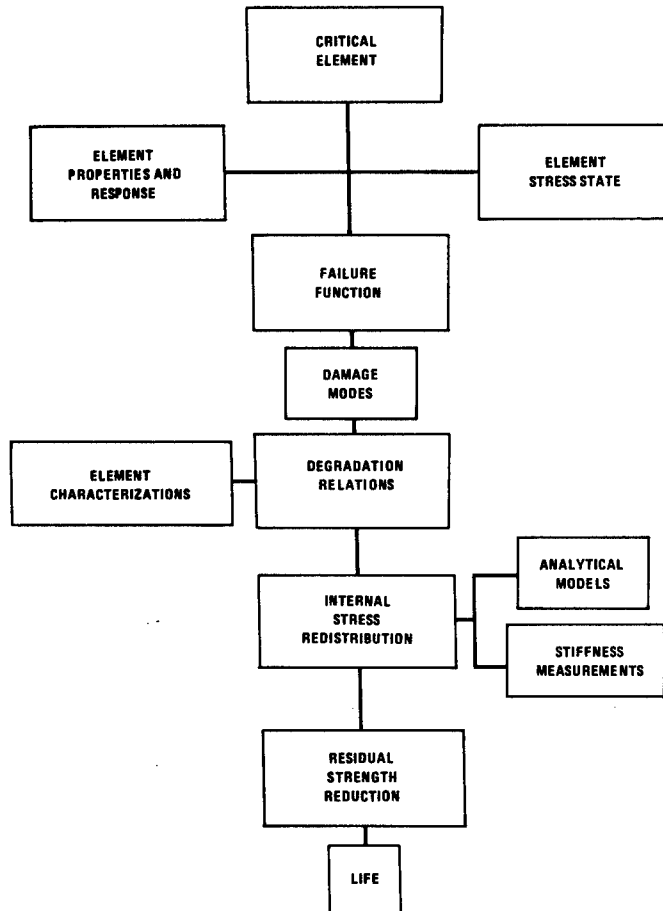 CRITICAL
ELEMENT
ELEMENT
PROPERTIES AND
RESPONSE
ELEMENT
STRESS STATE
FAILURE
FUNCTION
DAMAGE
MODES
DEGRADATION
RELATIONS
ELEMENT
CHARACTERIZATIONS
INTERNAL
STRESS
REDISTRIBUTION
ANALYTICAL
MODELS
STIFFNESS
MEASUREMENTS
RESIDUAL
STRENGTH
REDUCTION
LIFE